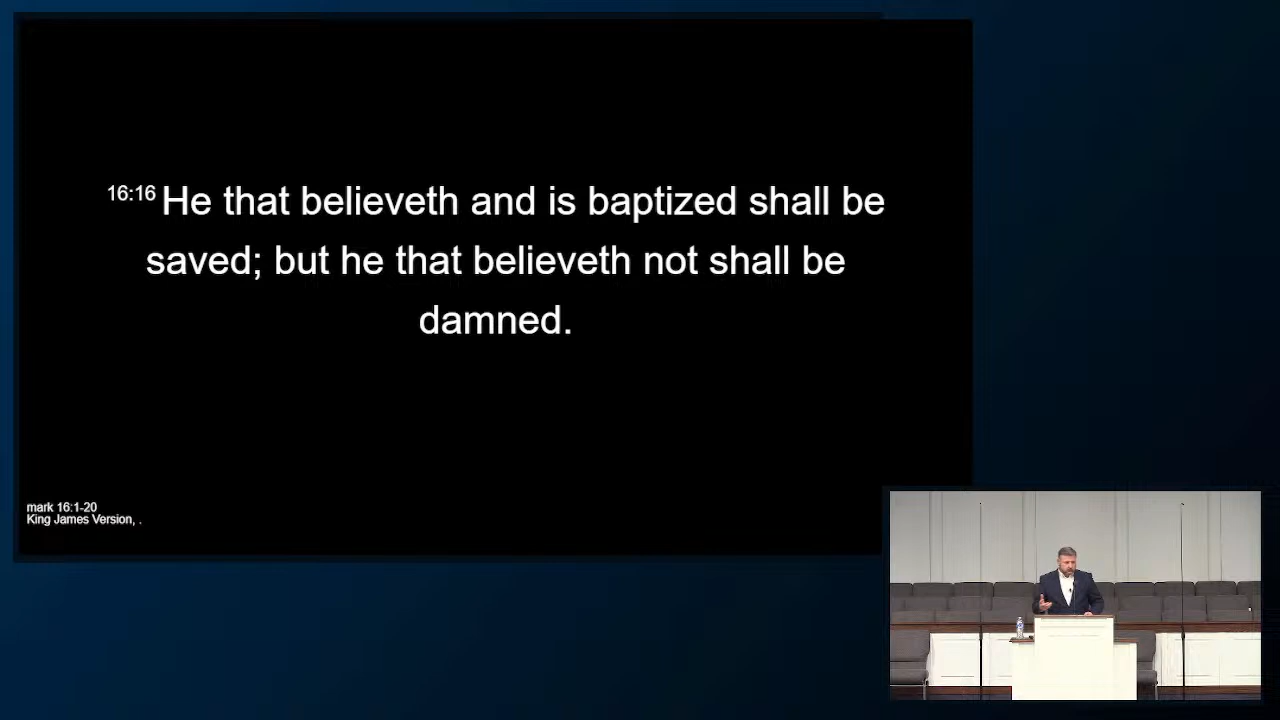 16:16 He that believeth and is baptized shall be
saved; but he that believeth not shall be
damned.
mark 16:1-20
King James Version, .